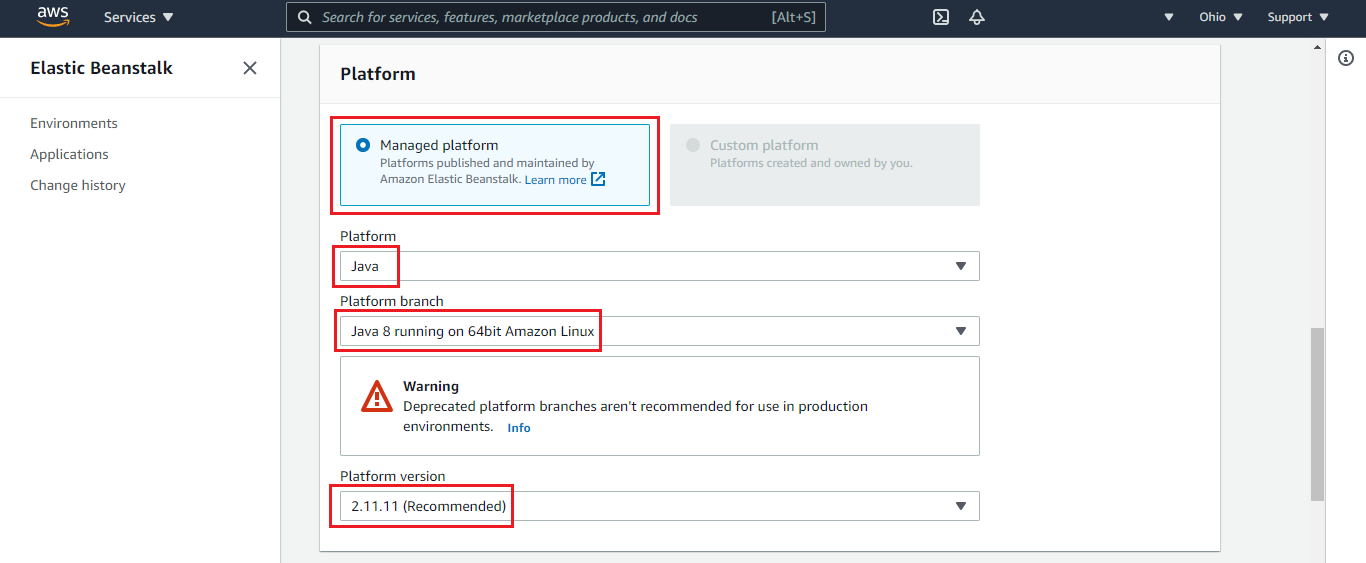 aws
Services
Search for services, features, marketplace products, and docs
[Alt+S]
Ohio
Support
Elastic Beanstalk
Environments
Applications
Change history
Platform
Managed platform
Platforms published and maintained by
Amazon Elastic Beanstalk. Learn more
Custom platform
Platforms created and owned by you.
Platform
Java
Platform branch
Java 8 running on 64bit Amazon Linux
Warning
Deprecated platform branches aren't recommended for use in production
environments. Info
Platform version
2.11.11 (Recommended)